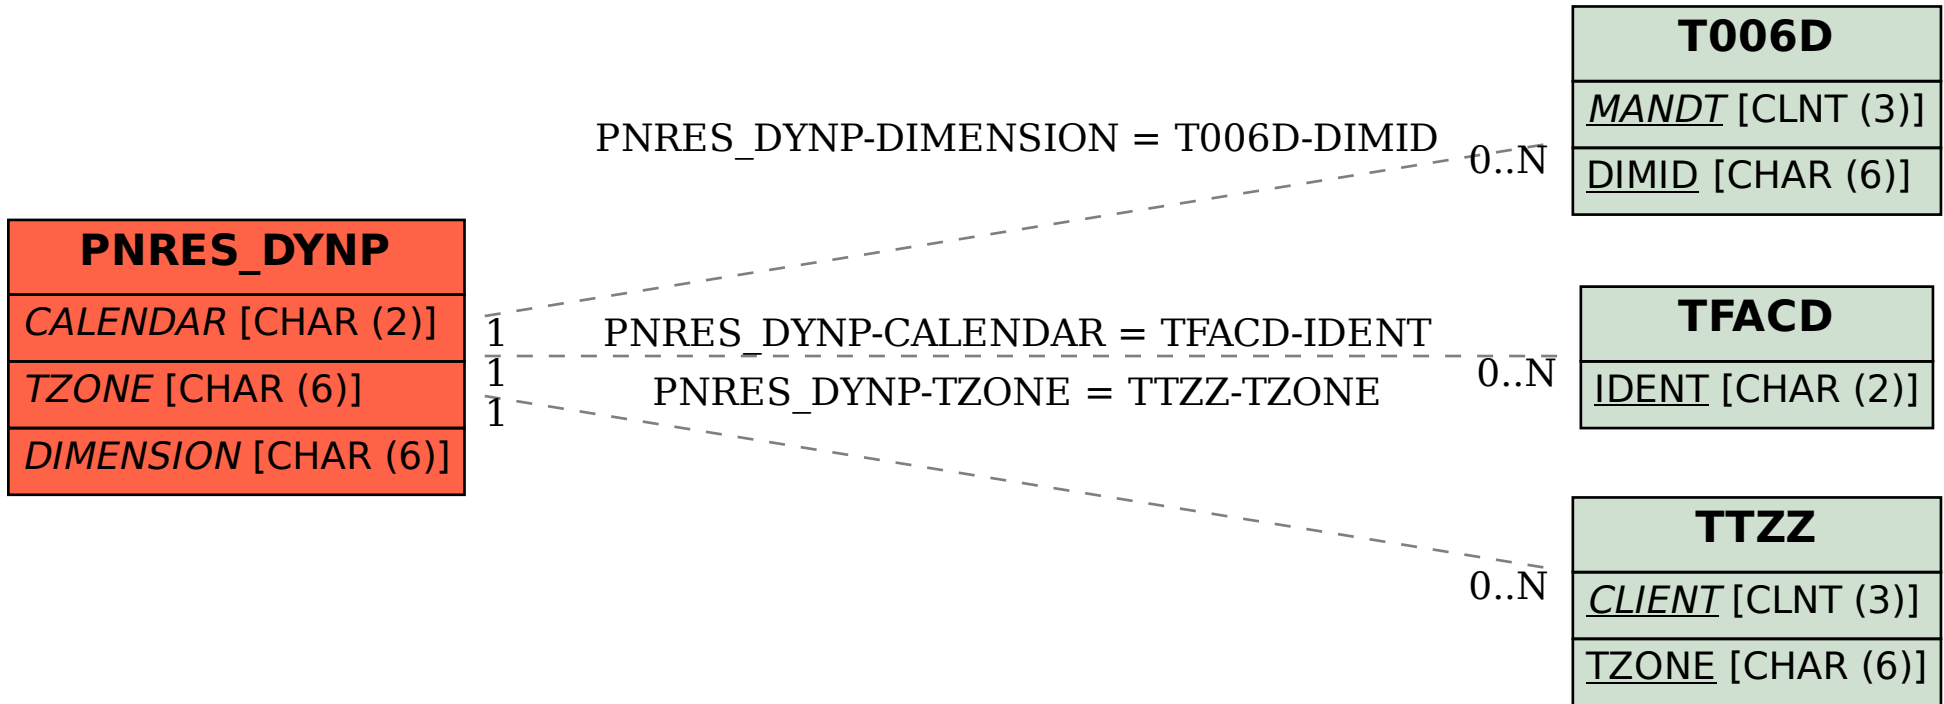 PNRES_DYNP
CALENDAR [CHAR (2)]
TZONE [CHAR (6)]
DIMENSION [CHAR (6)]
PNRES_DYNP-DIMENSION = T006D-DIMID
0..N
1
PNRES_DYNP-CALENDAR = TFACD-IDENT
1
0..N
PNRES_DYNP-TZONE = TTZZ-TZONE
1
0..N
T006D
MANDT [CLNT (3)]
DIMID [CHAR (6)]
TFACD
IDENT [CHAR (2)]
TTZZ
CLIENT [CLNT (3)]
TZONE [CHAR (6)]